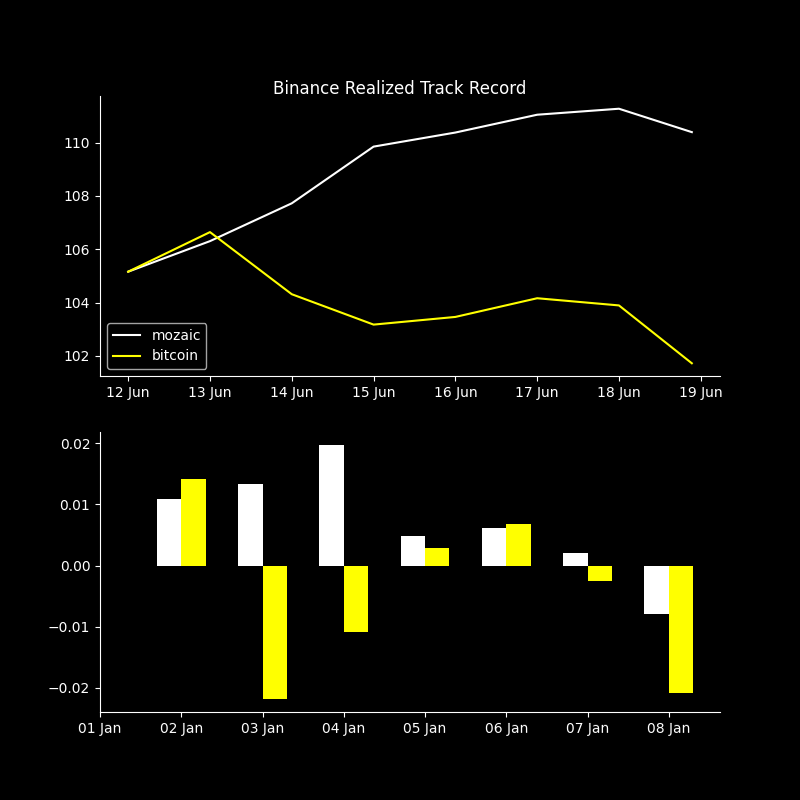 Binance Realized Track Record
110
108
106
104
102
mozaic
bitcoin
12 Jun 13 Jun 14 Jun 15 Jun 16 Jun 17 Jun 18 Jun 19 Jun
0.02
0.01
0.00
−0.01
−0.02
01 Jan 02 Jan 03 Jan 04 Jan 05 Jan 06 Jan 07 Jan 08 Jan